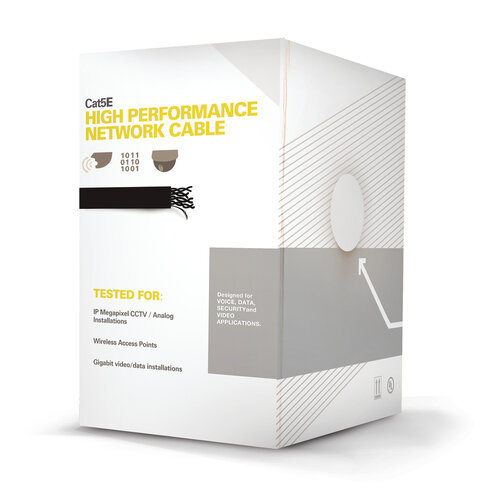 Cat5E
HIGH PERFORMANCE
NETWORK CABLE
1011
0110
1001
TESTED FOR:
IP Megapixel CCTV / Analog
Installations
Wireless Access Points
Gigabit video/data installations
Designed for
VOICE, DATA,
SECURITYand
VIDEO
APPLICATIONS.